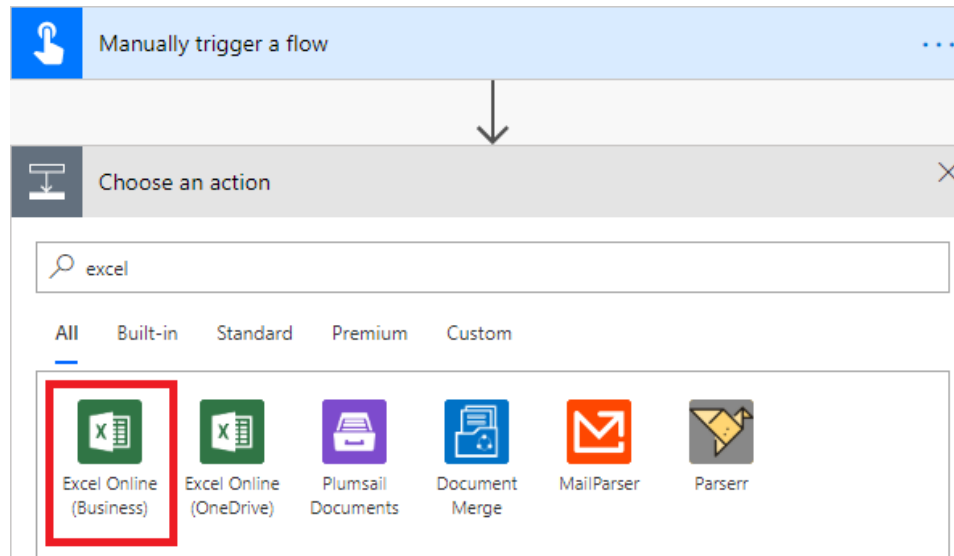 Manually trigger a flow
Choose an action
excel
All Built-in Standard Premium Custom
Excel Online Excel Online Plumsail Document MailParser Parserr
(Business) (OneDrive) Documents Merge